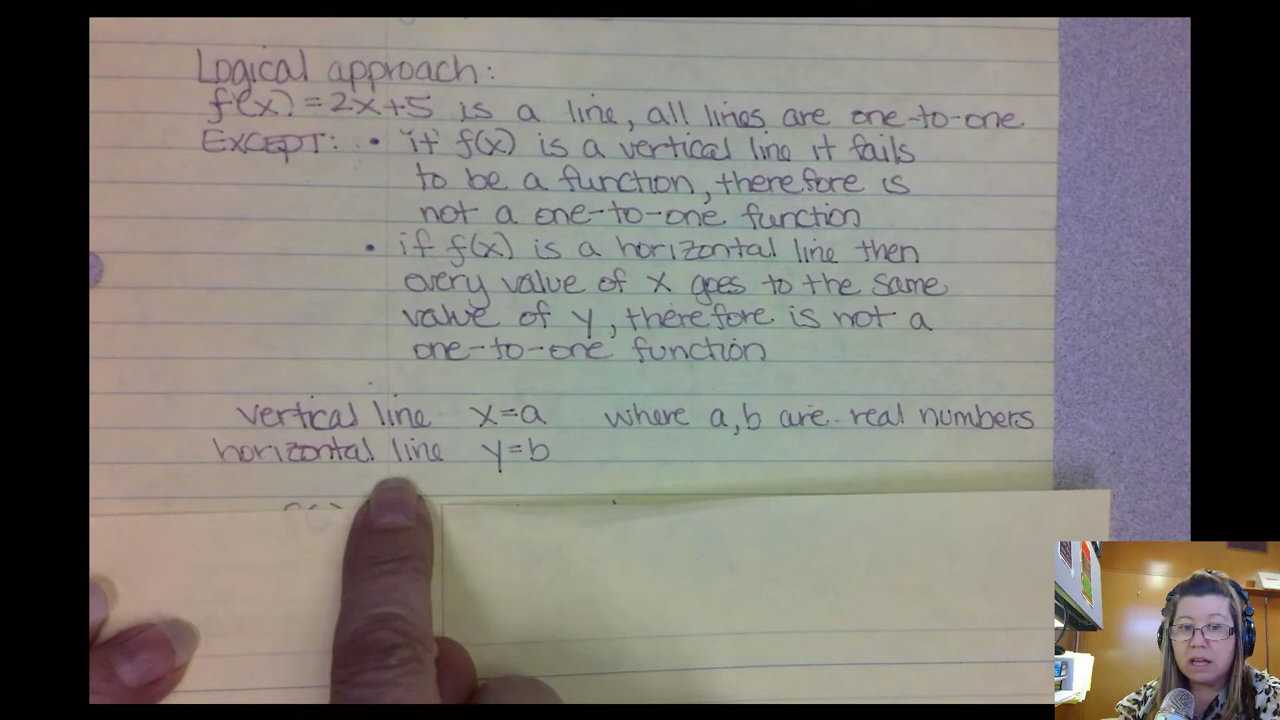 Logical approach:
f(x) = 2x+5 is a line, all lines are one-to-one
EXCEPT: • if f(x) is a vertical line it fails
to be a function, therefore is
not a one-to-one function
• if f(x) is a horizontal line then
every value of x goes to the same
value of y, therefore is not a
one-to-one function
vertical line x=a where a,b are real numbers
horizontal line y=b